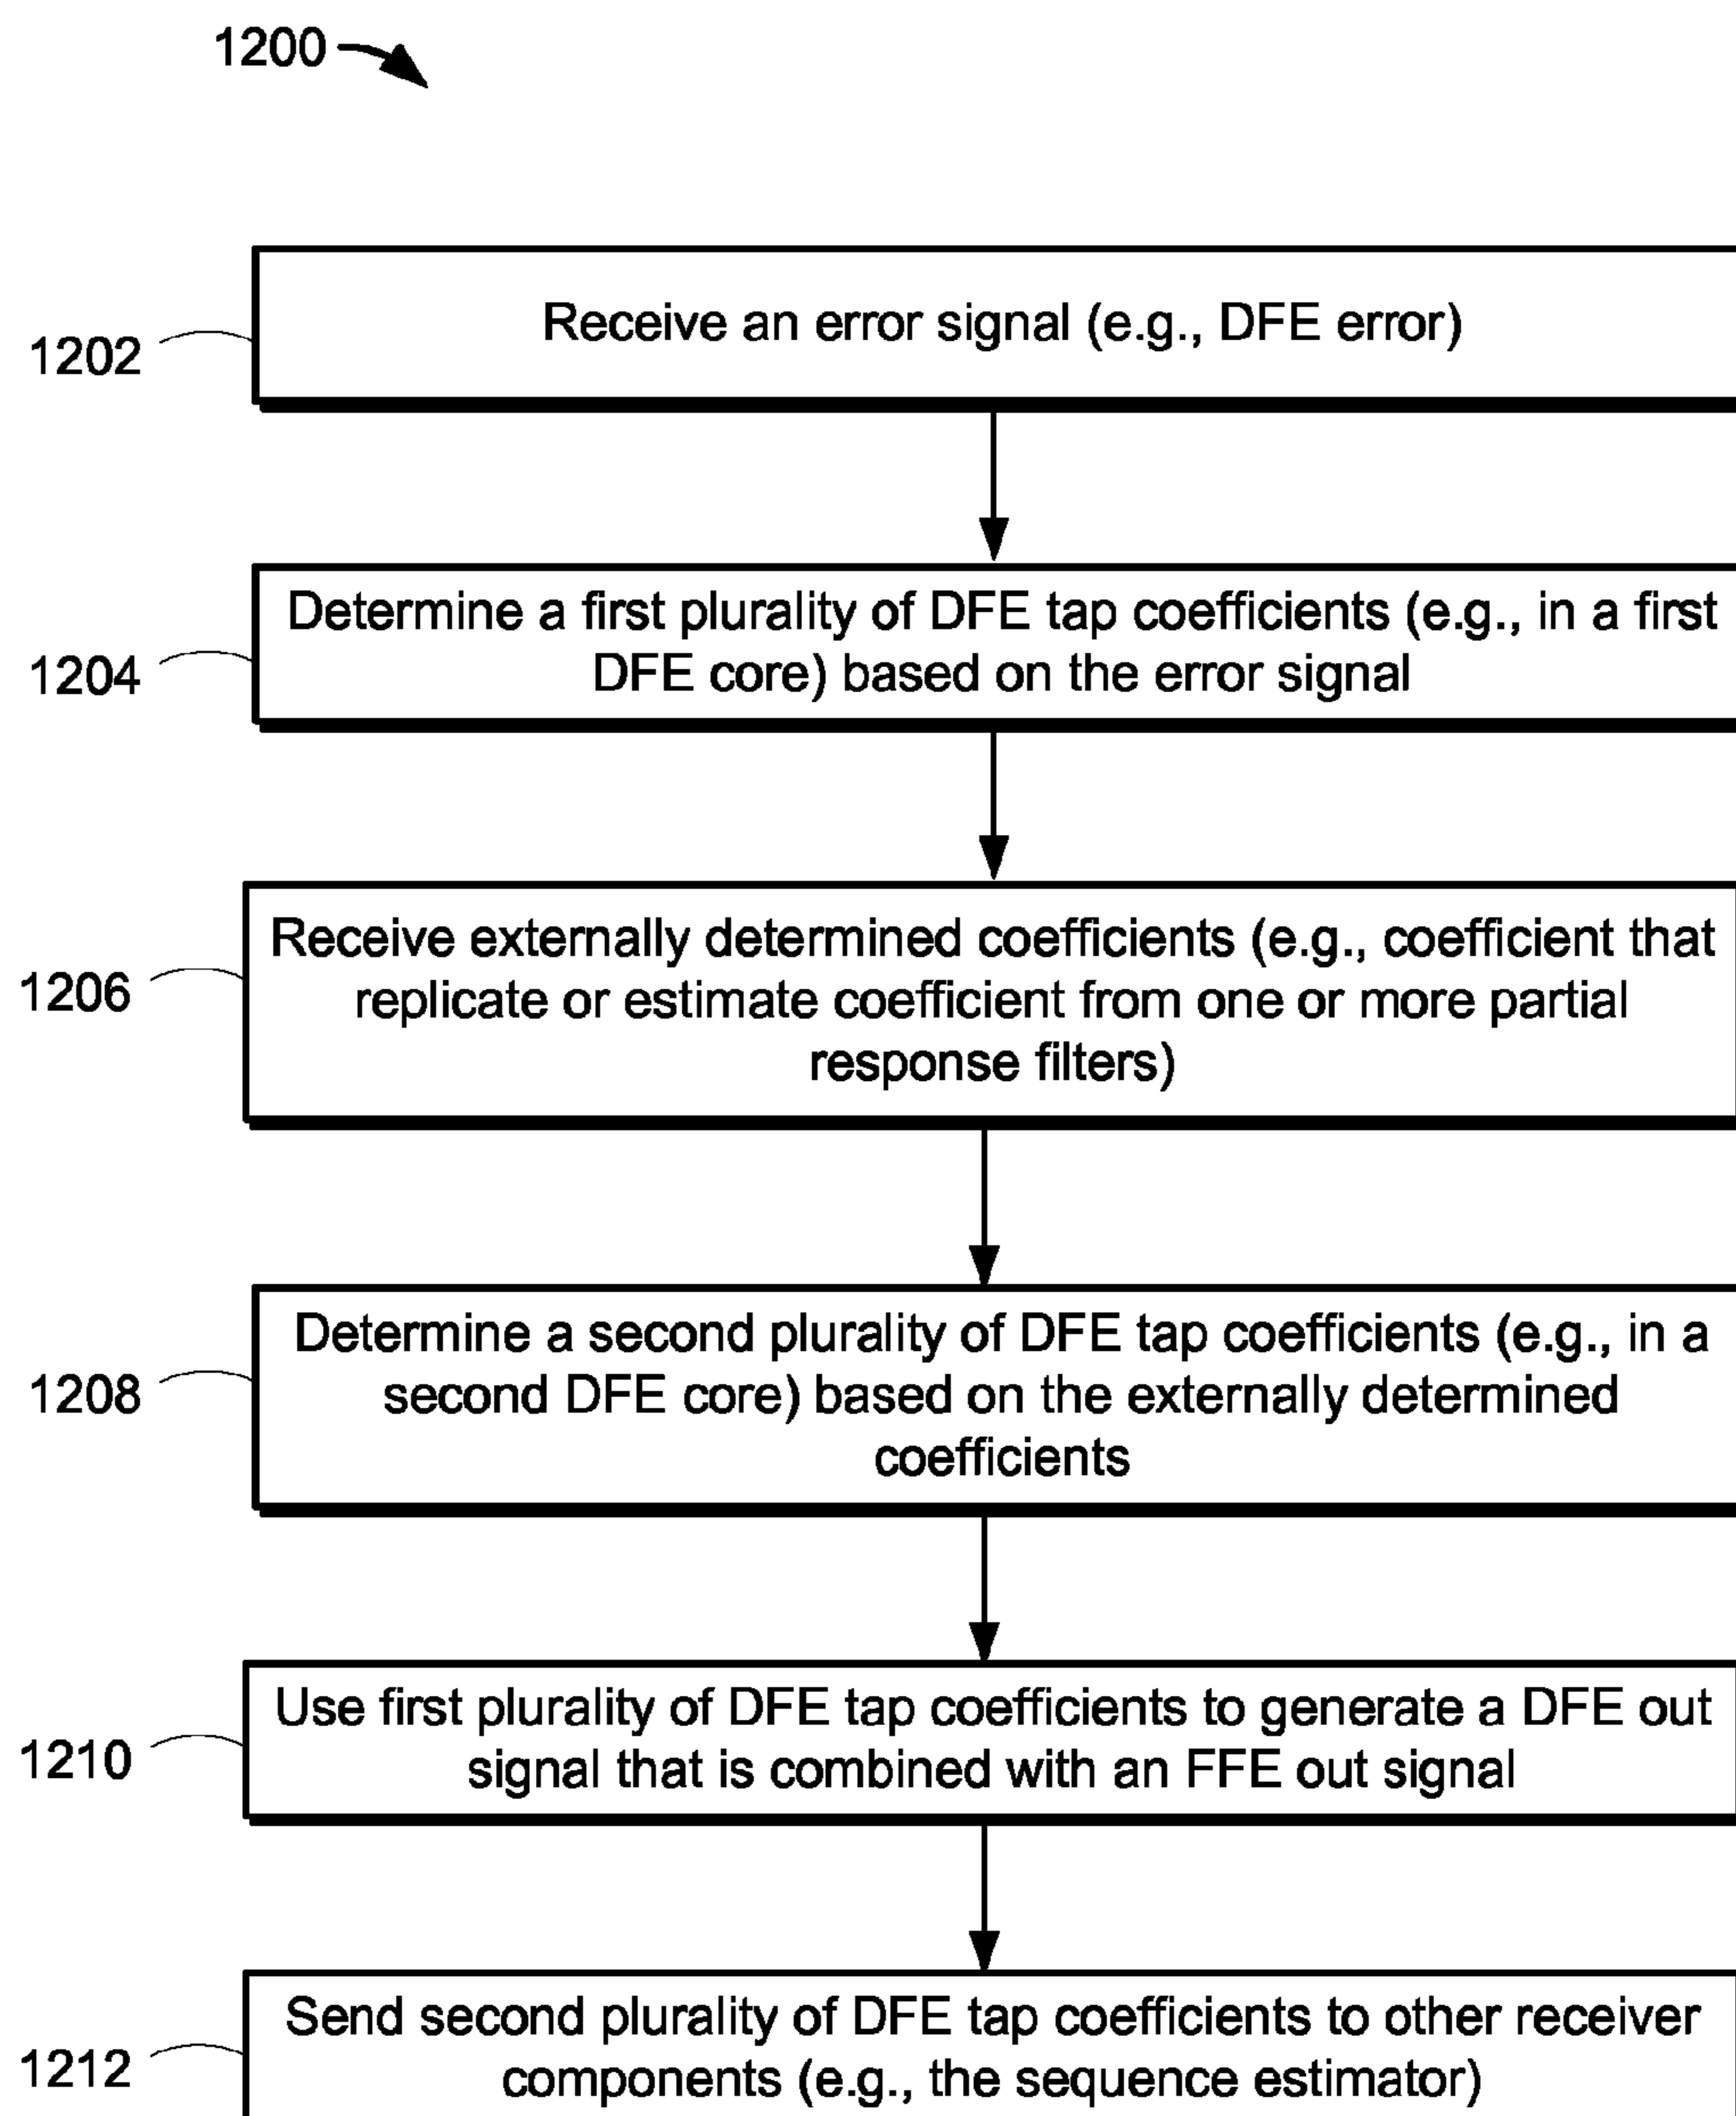 1200
1202
Receive an error signal (e.g., DFE error)
1204
Determine a first plurality of DFE tap coefficients (e.g., in a first
DFE core) based on the error signal
1206
Receive externally determined coefficients (e.g., coefficient that
replicate or estimate coefficient from one or more partial
response filters)
1208
Determine a second plurality of DFE tap coefficients (e.g., in a
second DFE core) based on the externally determined
coefficients
1210
Use first plurality of DFE tap coefficients to generate a DFE out
signal that is combined with an FFE out signal
1212
Send second plurality of DFE tap coefficients to other receiver
components (e.g., the sequence estimator)